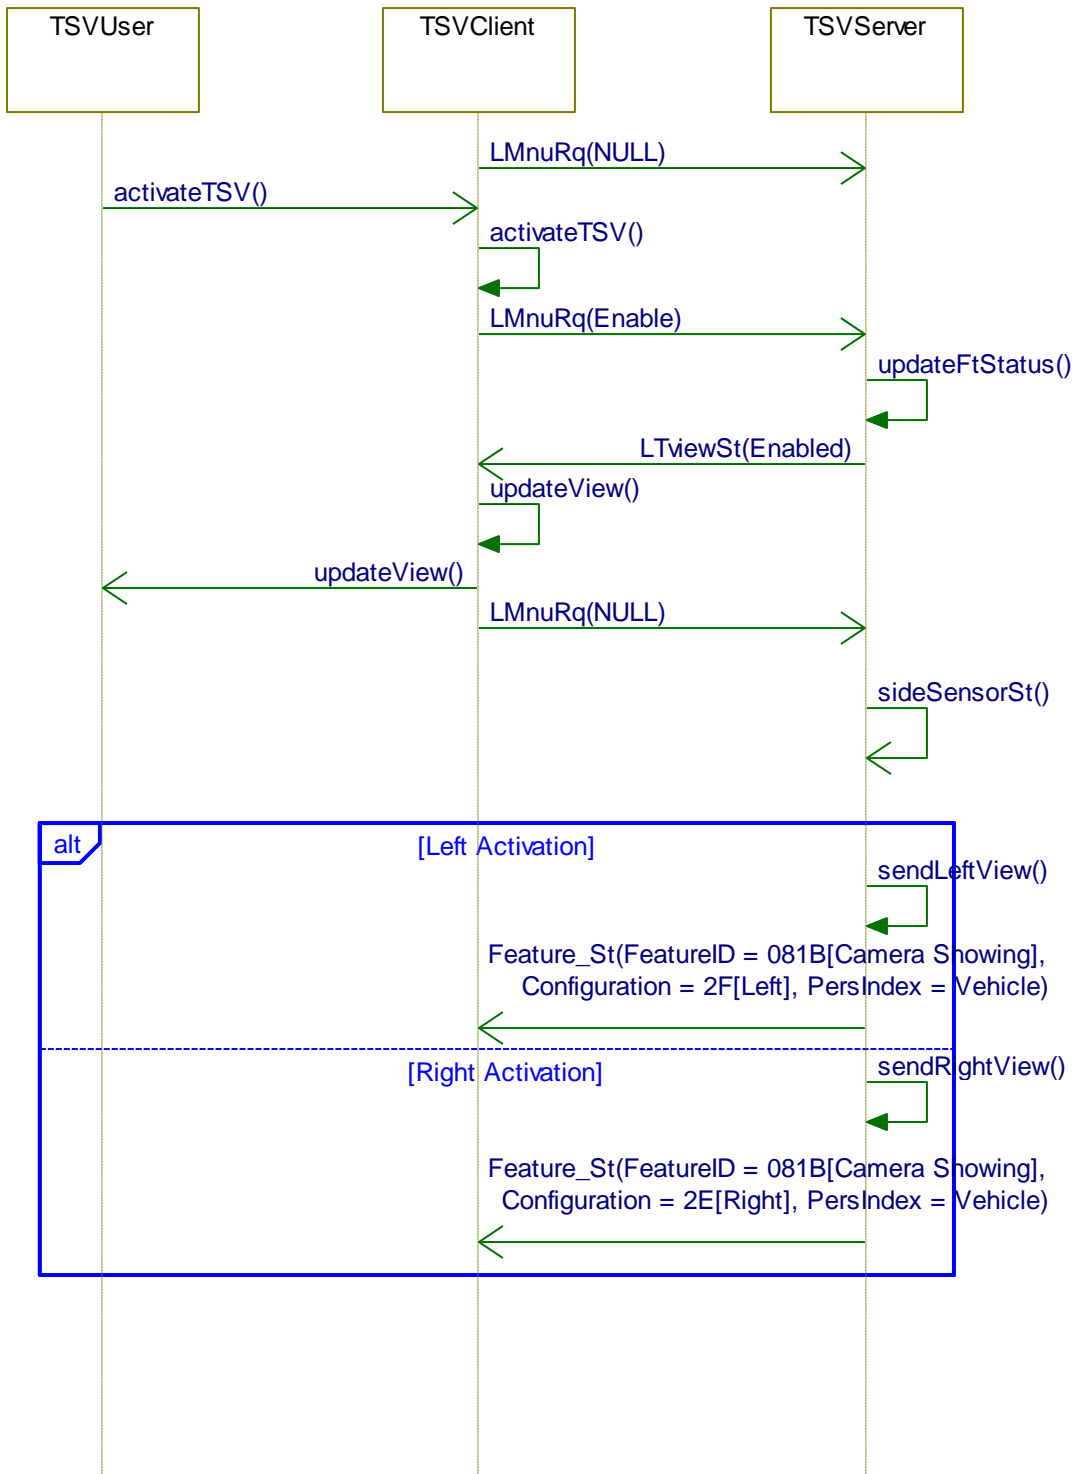 TSVUser
TSVClient
TSVServer
LMnuRq(NULL)
activateTSV()
activateTSV()
LMnuRq(Enable)
updateFtStatus()
LTviewSt(Enabled)
updateView()
updateView()
LMnuRq(NULL)
sideSensorSt()
alt
[Left Activation]
sendLeftView()
Feature_St(FeatureID = 081B[Camera Showing],
Configuration = 2F[Left], PersIndex = Vehicle)
[Right Activation]
sendRightView()
Feature_St(FeatureID = 081B[Camera Showing],
Configuration = 2E[Right], PersIndex = Vehicle)